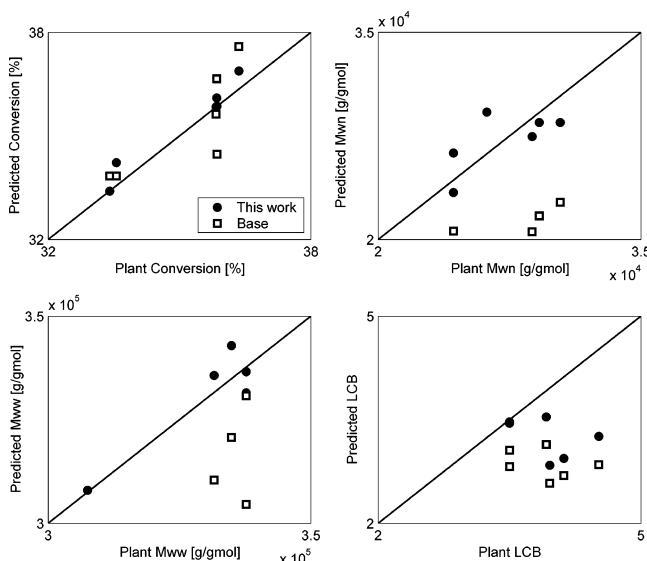 38
Predicted Conversion [%]
32
32
38
Plant Conversion [%]
This work
Base
x 10^4
3.5
Predicted Mwn [g/gmol]
2
2
3.5
Plant Mwn [g/gmol]
x 10^4
x 10^5
3.5
Predicted Mww [g/gmol]
3
3
3.5
Plant Mww [g/gmol]
x 10^5
5
Predicted LCB
2
2
5
Plant LCB